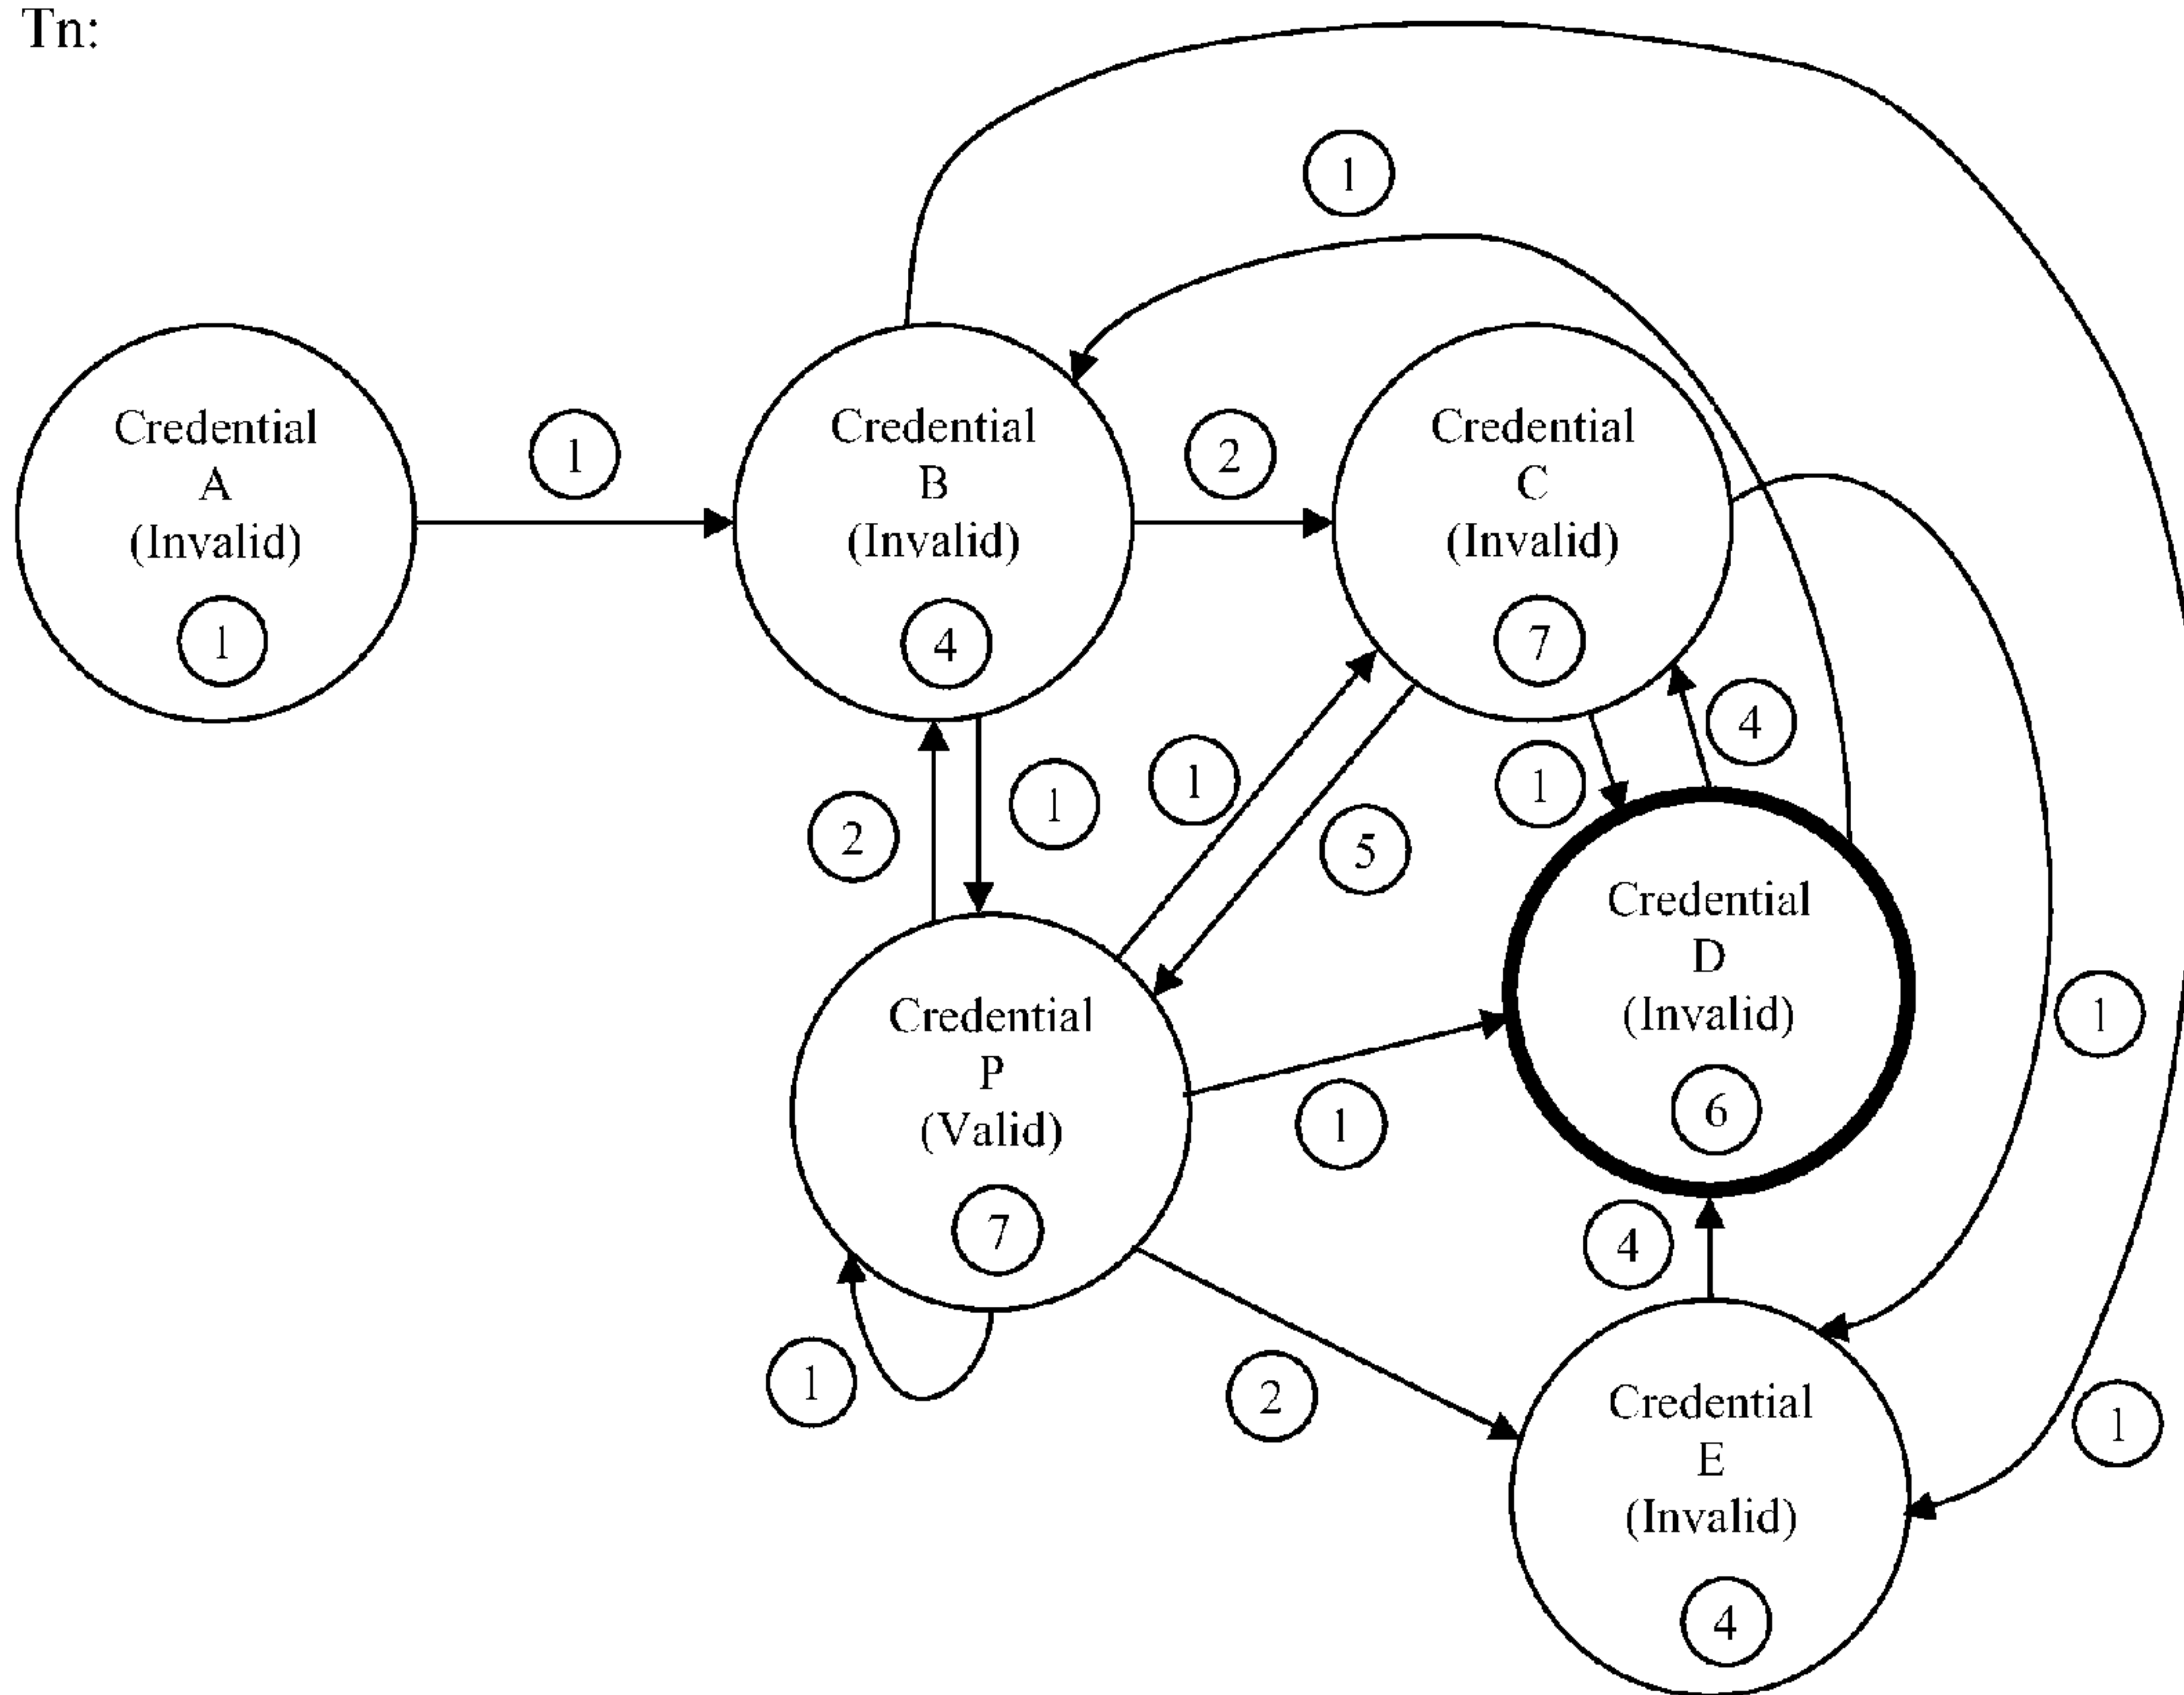 Tn:
1
Credential
A
(Invalid)
1
1
Credential
B
(Invalid)
4
2
Credential
C
(Invalid)
7
2
1
1
5
1
4
Credential
P
(Valid)
7
1
Credential
D
(Invalid)
6
1
1
2
4
Credential
E
(Invalid)
4
1